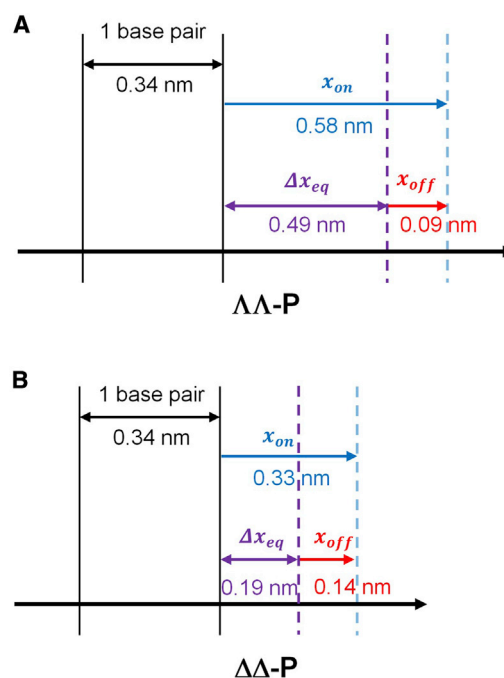 A
1 base pair
0.34 nm
x_on
0.58 nm
Δx_eq
x_off
0.49 nm
0.09 nm
ΛΛ-P
B
1 base pair
0.34 nm
x_on
0.33 nm
Δx_eq
x_off
0.19 nm
0.14 nm
ΔΔ-P